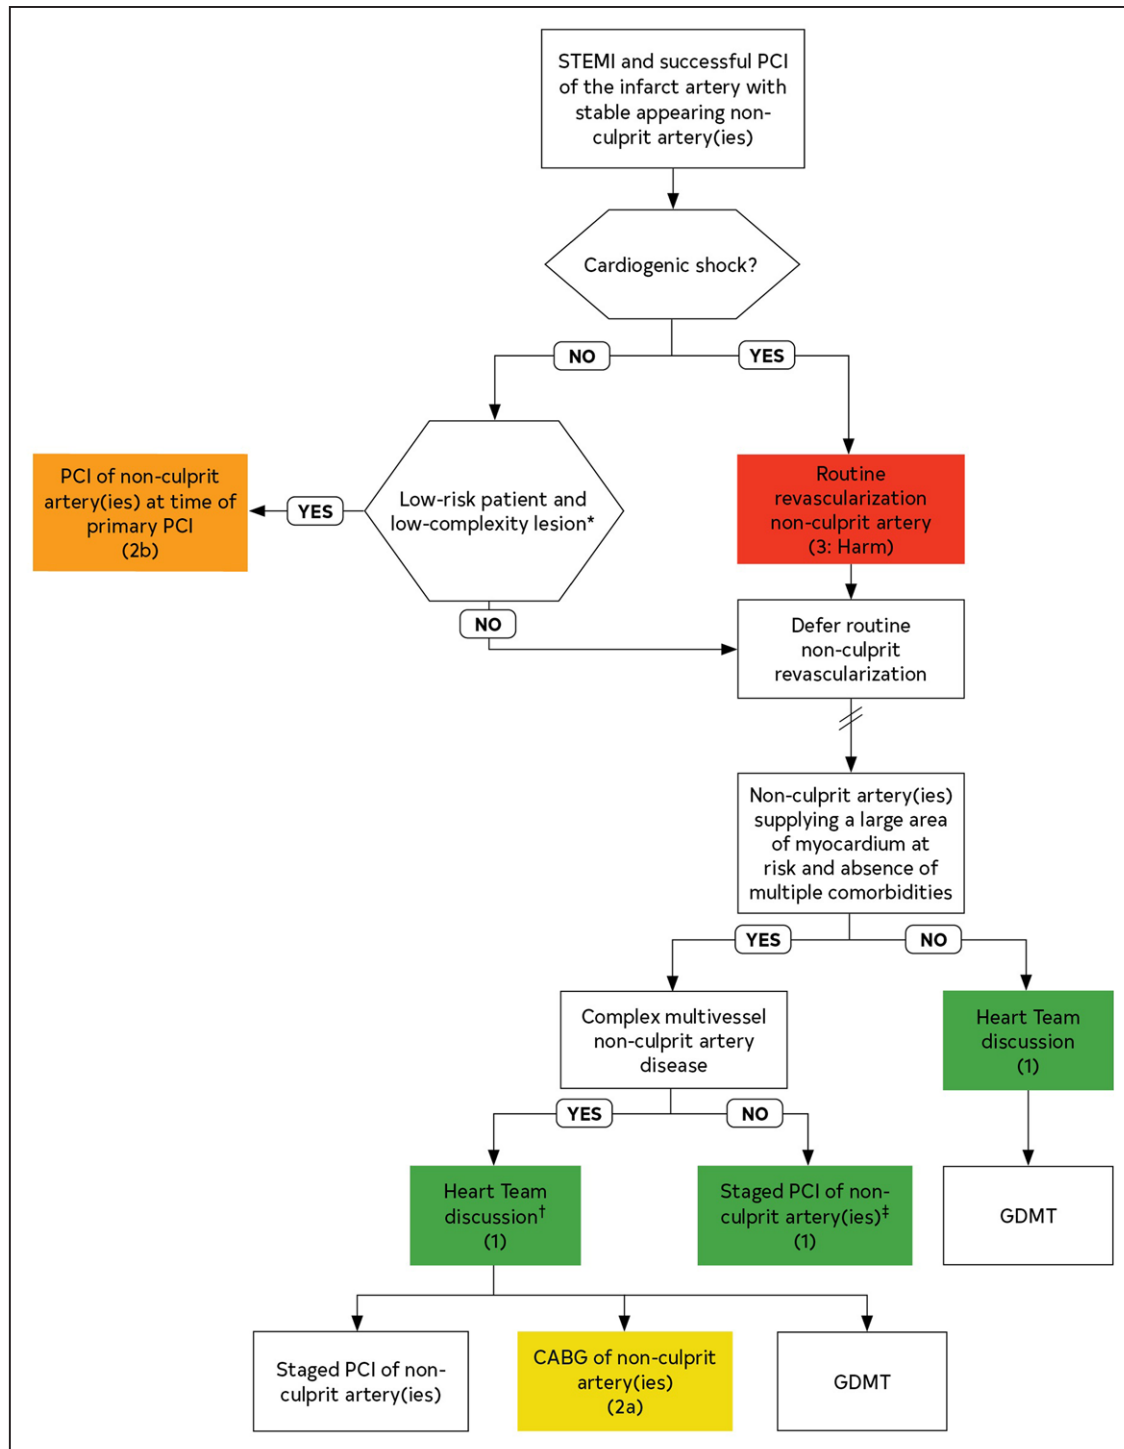 STEMI and successful PCI
of the infarct artery with
stable appearing non-
culprit artery(ies)
Cardiogenic shock?
NO
YES
PCI of non-culprit
artery(ies) at time of
primary PCI
(2b)
YES
Low-risk patient and
low-complexity lesion*
Routine
revascularization
non-culprit artery
(3: Harm)
NO
Defer routine
non-culprit
revascularization
Non-culprit artery(ies)
supplying a large area
of myocardium at
risk and absence of
multiple comorbidities
YES
NO
Complex multivessel
non-culprit artery
disease
Heart Team
discussion
(1)
YES
NO
Heart Team
discussion†
(1)
Staged PCI of non-
culprit artery(ies)‡
(1)
GDMT
Staged PCI of non-
culprit artery(ies)
CABG of non-culprit
artery(ies)
(2a)
GDMT